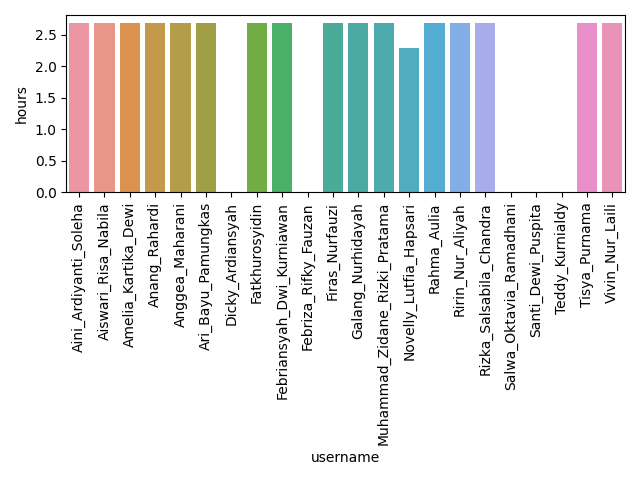 hours
2.5
2.0
1.5
1.0
0.5
0.0
Aini_Ardiyanti_Soleha
Aiswari_Risa_Nabila
Amelia_Kartika_Dewi
Anang_Rahardi
Anggea_Maharani
Ari_Bayu_Pamungkas
Dicky_Ardiansyah
Fatkhurosyidin
Febriansyah_Dwi_Kurniawan
Febriza_Rifky_Fauzan
Firas_Nurfauzi
Galang_Nurhidayah
Muhammad_Zidane_Rizki_Pratama
Novelly_Lutfia_Hapsari
Rahma_Aulia
Ririn_Nur_Aliyah
Rizka_Salsabila_Chandra
Salwa_Oktavia_Ramadhani
Santi_Dewi_Puspita
Teddy_Kurnialdy
Tisya_Purnama
Vivin_Nur_Laili
username